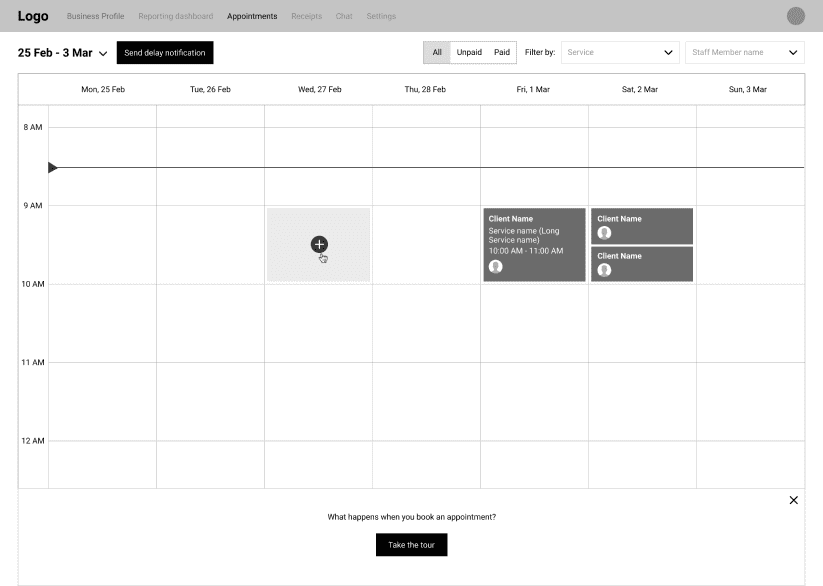 Logo
Business Profile
Reporting dashboard
Appointments
Receipts
Chat
Settings
25 Feb - 3 Mar
Send delay notification
All
Unpaid
Paid
Filter by:
Service
Staff Member name
Mon, 25 Feb
Tue, 26 Feb
Wed, 27 Feb
Thu, 28 Feb
Fri, 1 Mar
Sat, 2 Mar
Sun, 3 Mar
8 AM
9 AM
Client Name
Service name (Long
Service name)
10:00 AM - 11:00 AM
Client Name
Client Name
10 AM
11 AM
12 AM
What happens when you book an appointment?
Take the tour